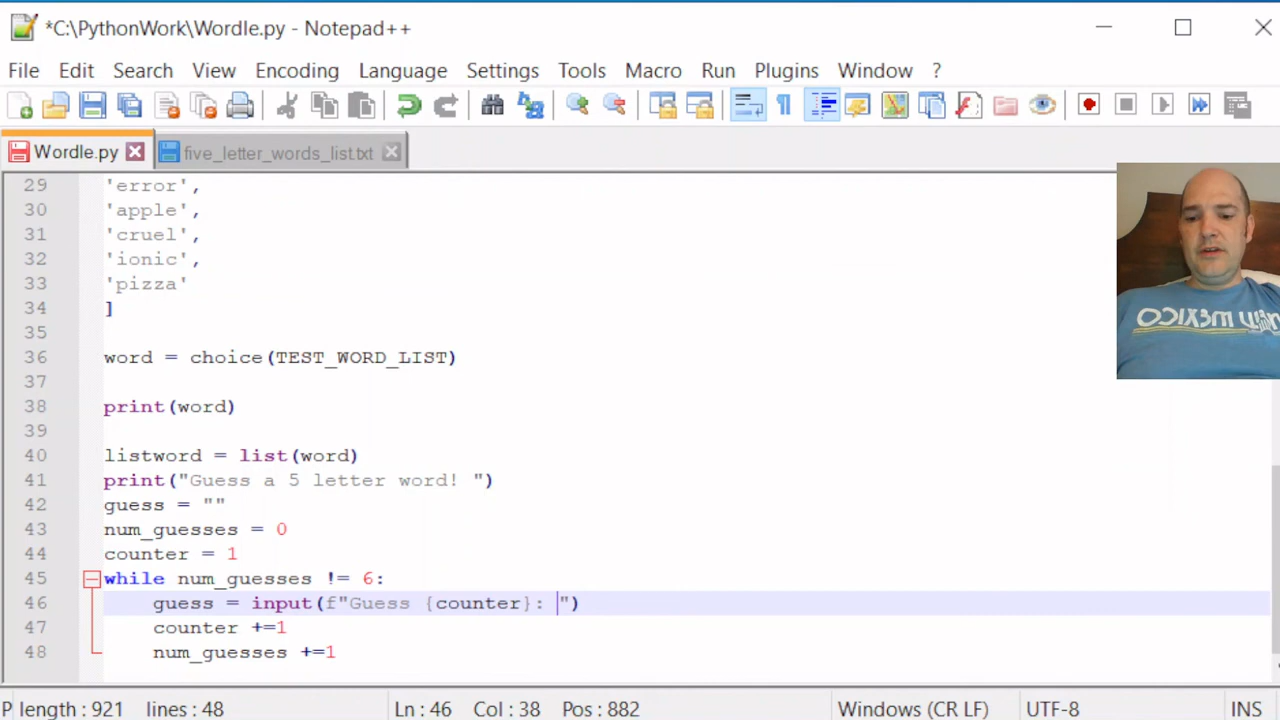 *C:\PythonWork\Wordle.py - Notepad++
File Edit Search View Encoding Language Settings Tools Macro Run Plugins Window ?
Wordle.py five_letter_words_list.txt
29 'error',
30 'apple',
31 'cruel',
32 'ionic',
33 'pizza'
34 ]
35
36 word = choice(TEST_WORD_LIST)
37
38 print(word)
39
40 listword = list(word)
41 print("Guess a 5 letter word! ")
42 guess = ""
43 num_guesses = 0
44 counter = 1
45 while num_guesses != 6:
46 guess = input(f"Guess {counter}: ")
47 counter +=1
48 num_guesses +=1
P length : 921 lines : 48 Ln : 46 Col : 38 Pos : 882 Windows (CR LF) UTF-8 INS